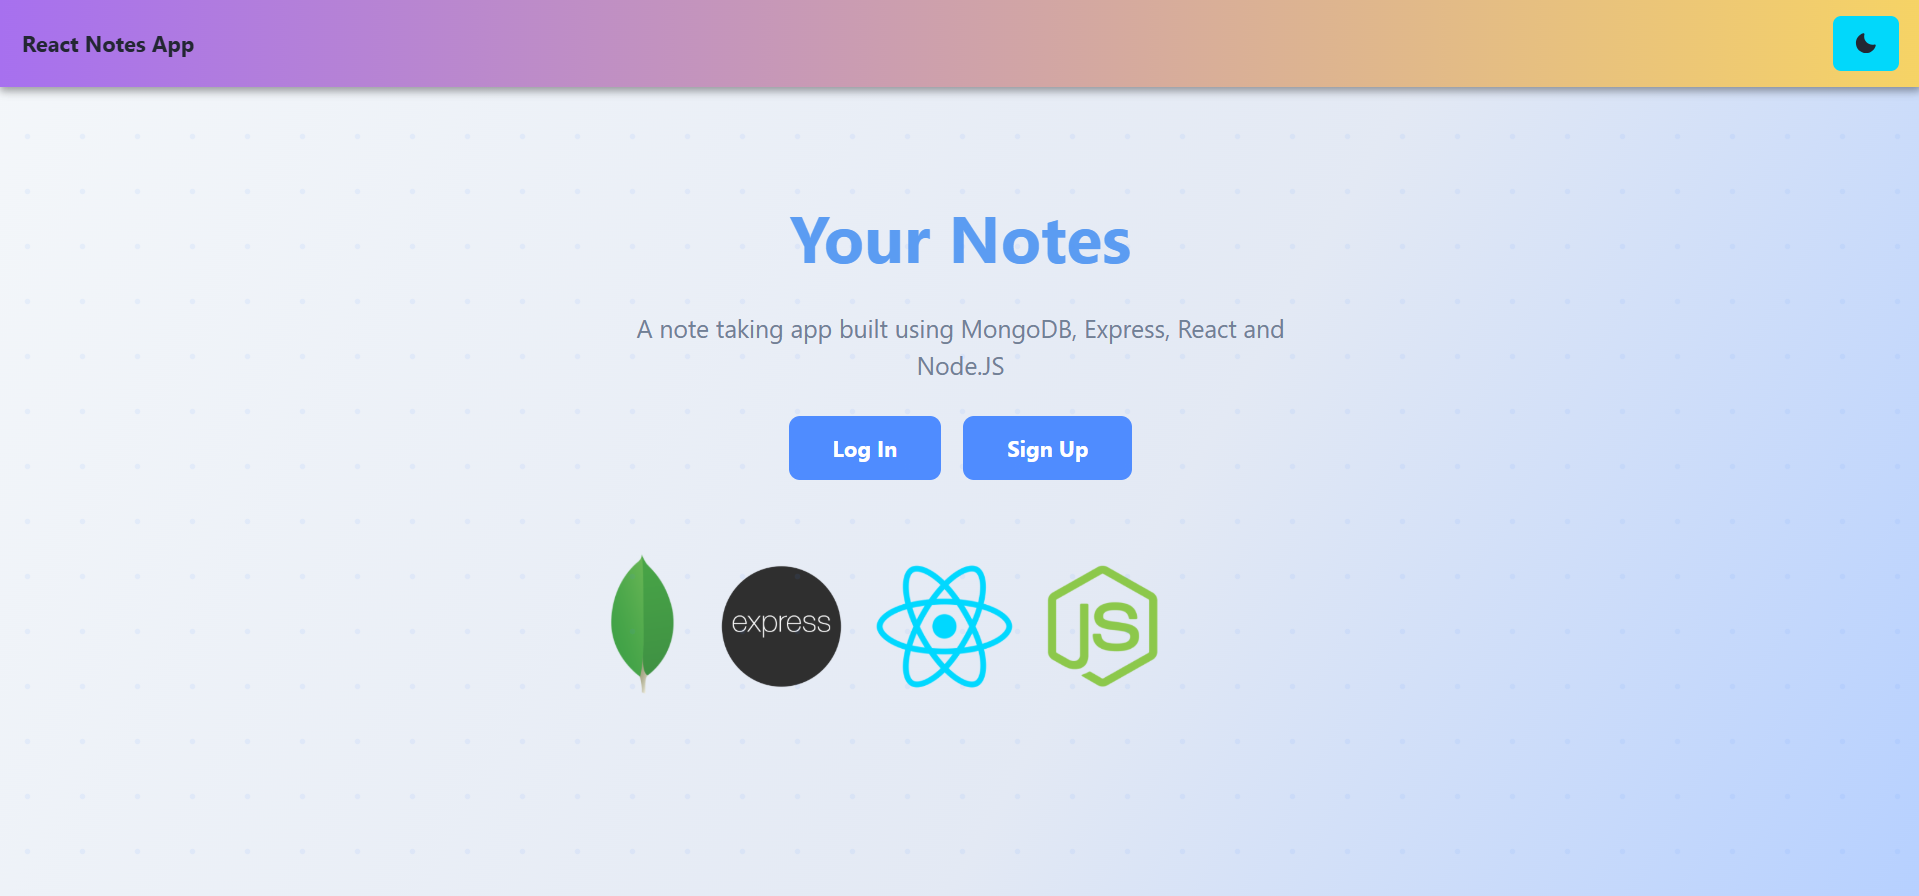 React Notes App
Your Notes
A note taking app built using MongoDB, Express, React and
Node.JS
Log In
Sign Up
express
JS